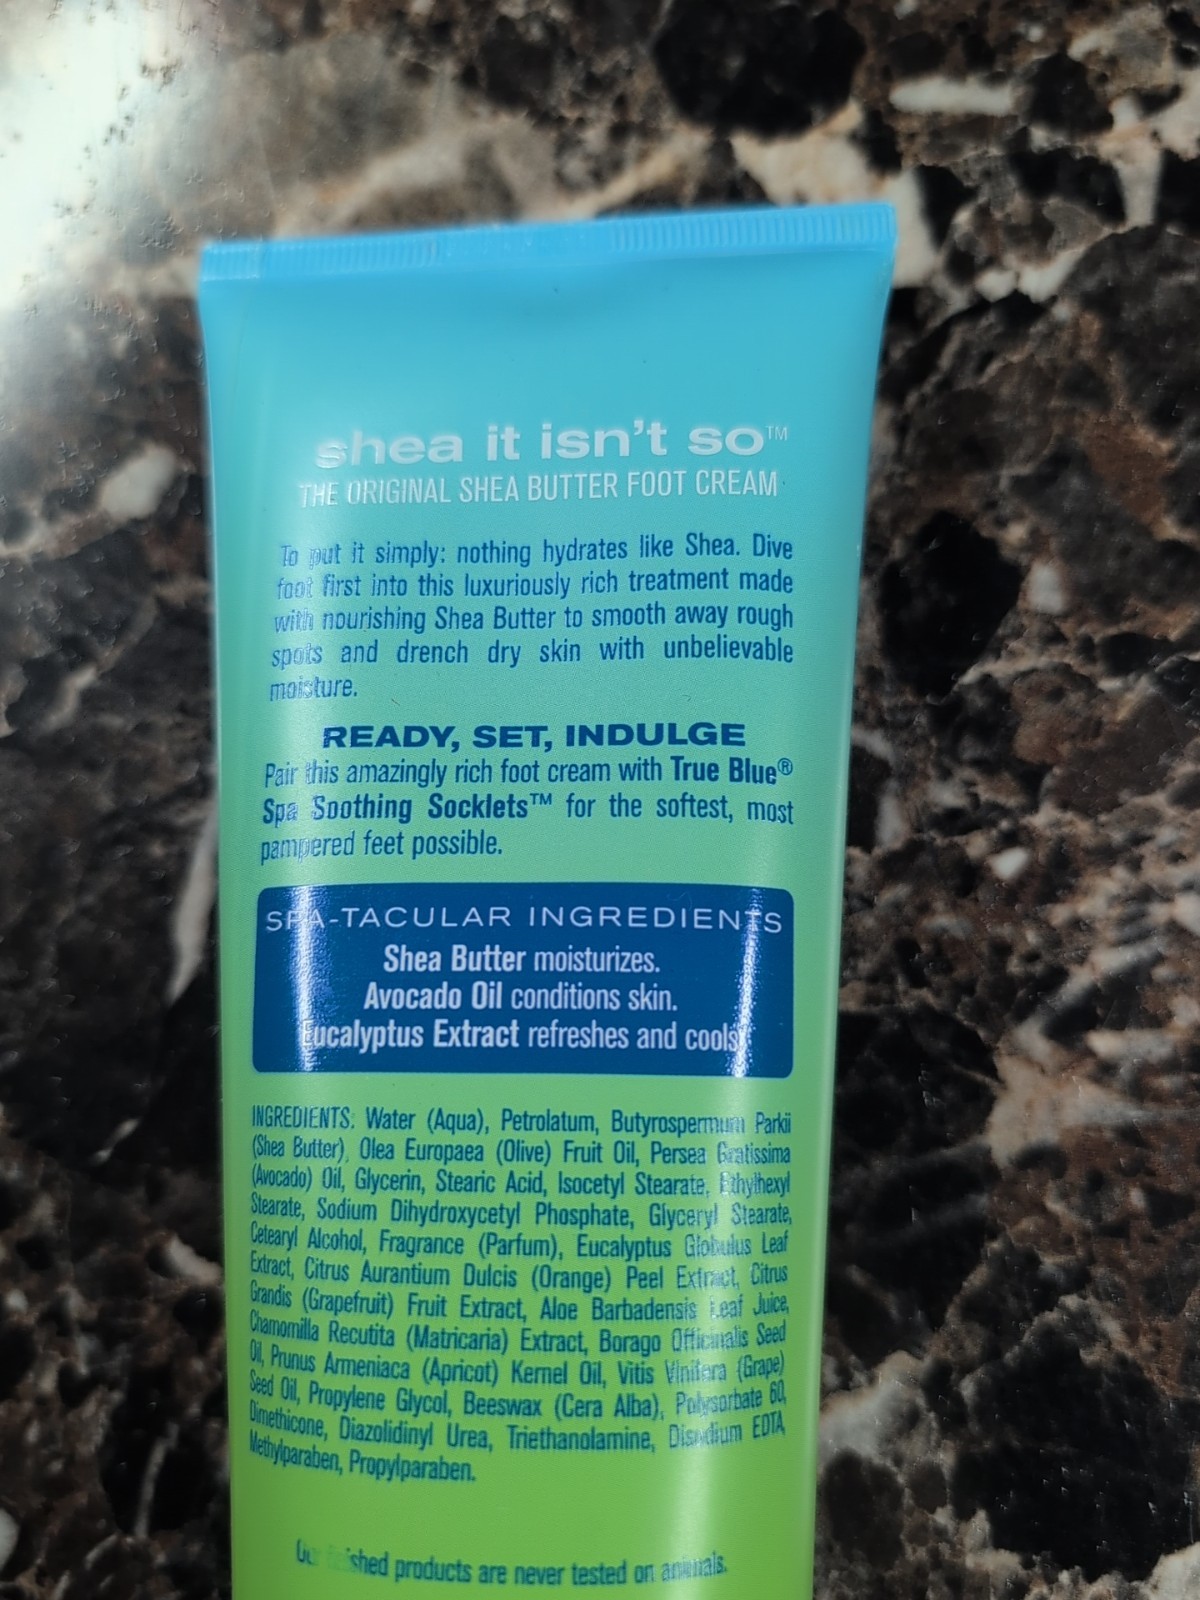 shea it isn't so™
THE ORIGINAL SHEA BUTTER FOOT CREAM
To put it simply: nothing hydrates like Shea. Dive
foot first into this luxuriously rich treatment made
with nourishing Shea Butter to smooth away rough
spots and drench dry skin with unbelievable
moisture.
READY, SET, INDULGE
Pair this amazingly rich foot cream with True Blue®
Spa Soothing Socklets™ for the softest, most
pampered feet possible.
SPA-TACULAR INGREDIENTS
Shea Butter moisturizes.
Avocado Oil conditions skin.
Eucalyptus Extract refreshes and cools.
INGREDIENTS: Water (Aqua), Petrolatum, Butyrospermum Parkii
(Shea Butter), Olea Europaea (Olive) Fruit Oil, Persea Gratissima
(Avocado) Oil, Glycerin, Stearic Acid, Isocetyl Stearate, Ethylhexyl
Stearate, Sodium Dihydroxycetyl Phosphate, Glyceryl Stearate,
Cetearyl Alcohol, Fragrance (Parfum), Eucalyptus Globulus Leaf
Extract, Citrus Aurantium Dulcis (Orange) Peel Extract, Citrus
Grandis (Grapefruit) Fruit Extract, Aloe Barbadensis Leaf Juice,
Chamomilla Recutita (Matricaria) Extract, Borago Officinalis Seed
Oil, Prunus Armeniaca (Apricot) Kernel Oil, Vitis Vinifera (Grape)
Seed Oil, Propylene Glycol, Beeswax (Cera Alba), Polysorbate 60,
Dimethicone, Diazolidinyl Urea, Triethanolamine, Disodium EDTA,
Methylparaben, Propylparaben.
Our finished products are never tested on animals.